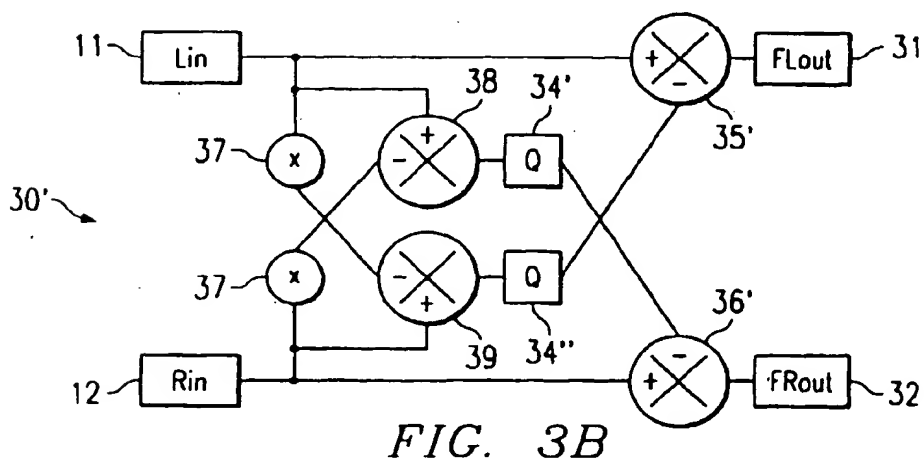 11 Lin + FLout 31
-
38 34' 35'
37 x + Q
-
30'
37 x - Q
+
39 34'' 36'
-
12 Rin + FRout 32
FIG. 3B